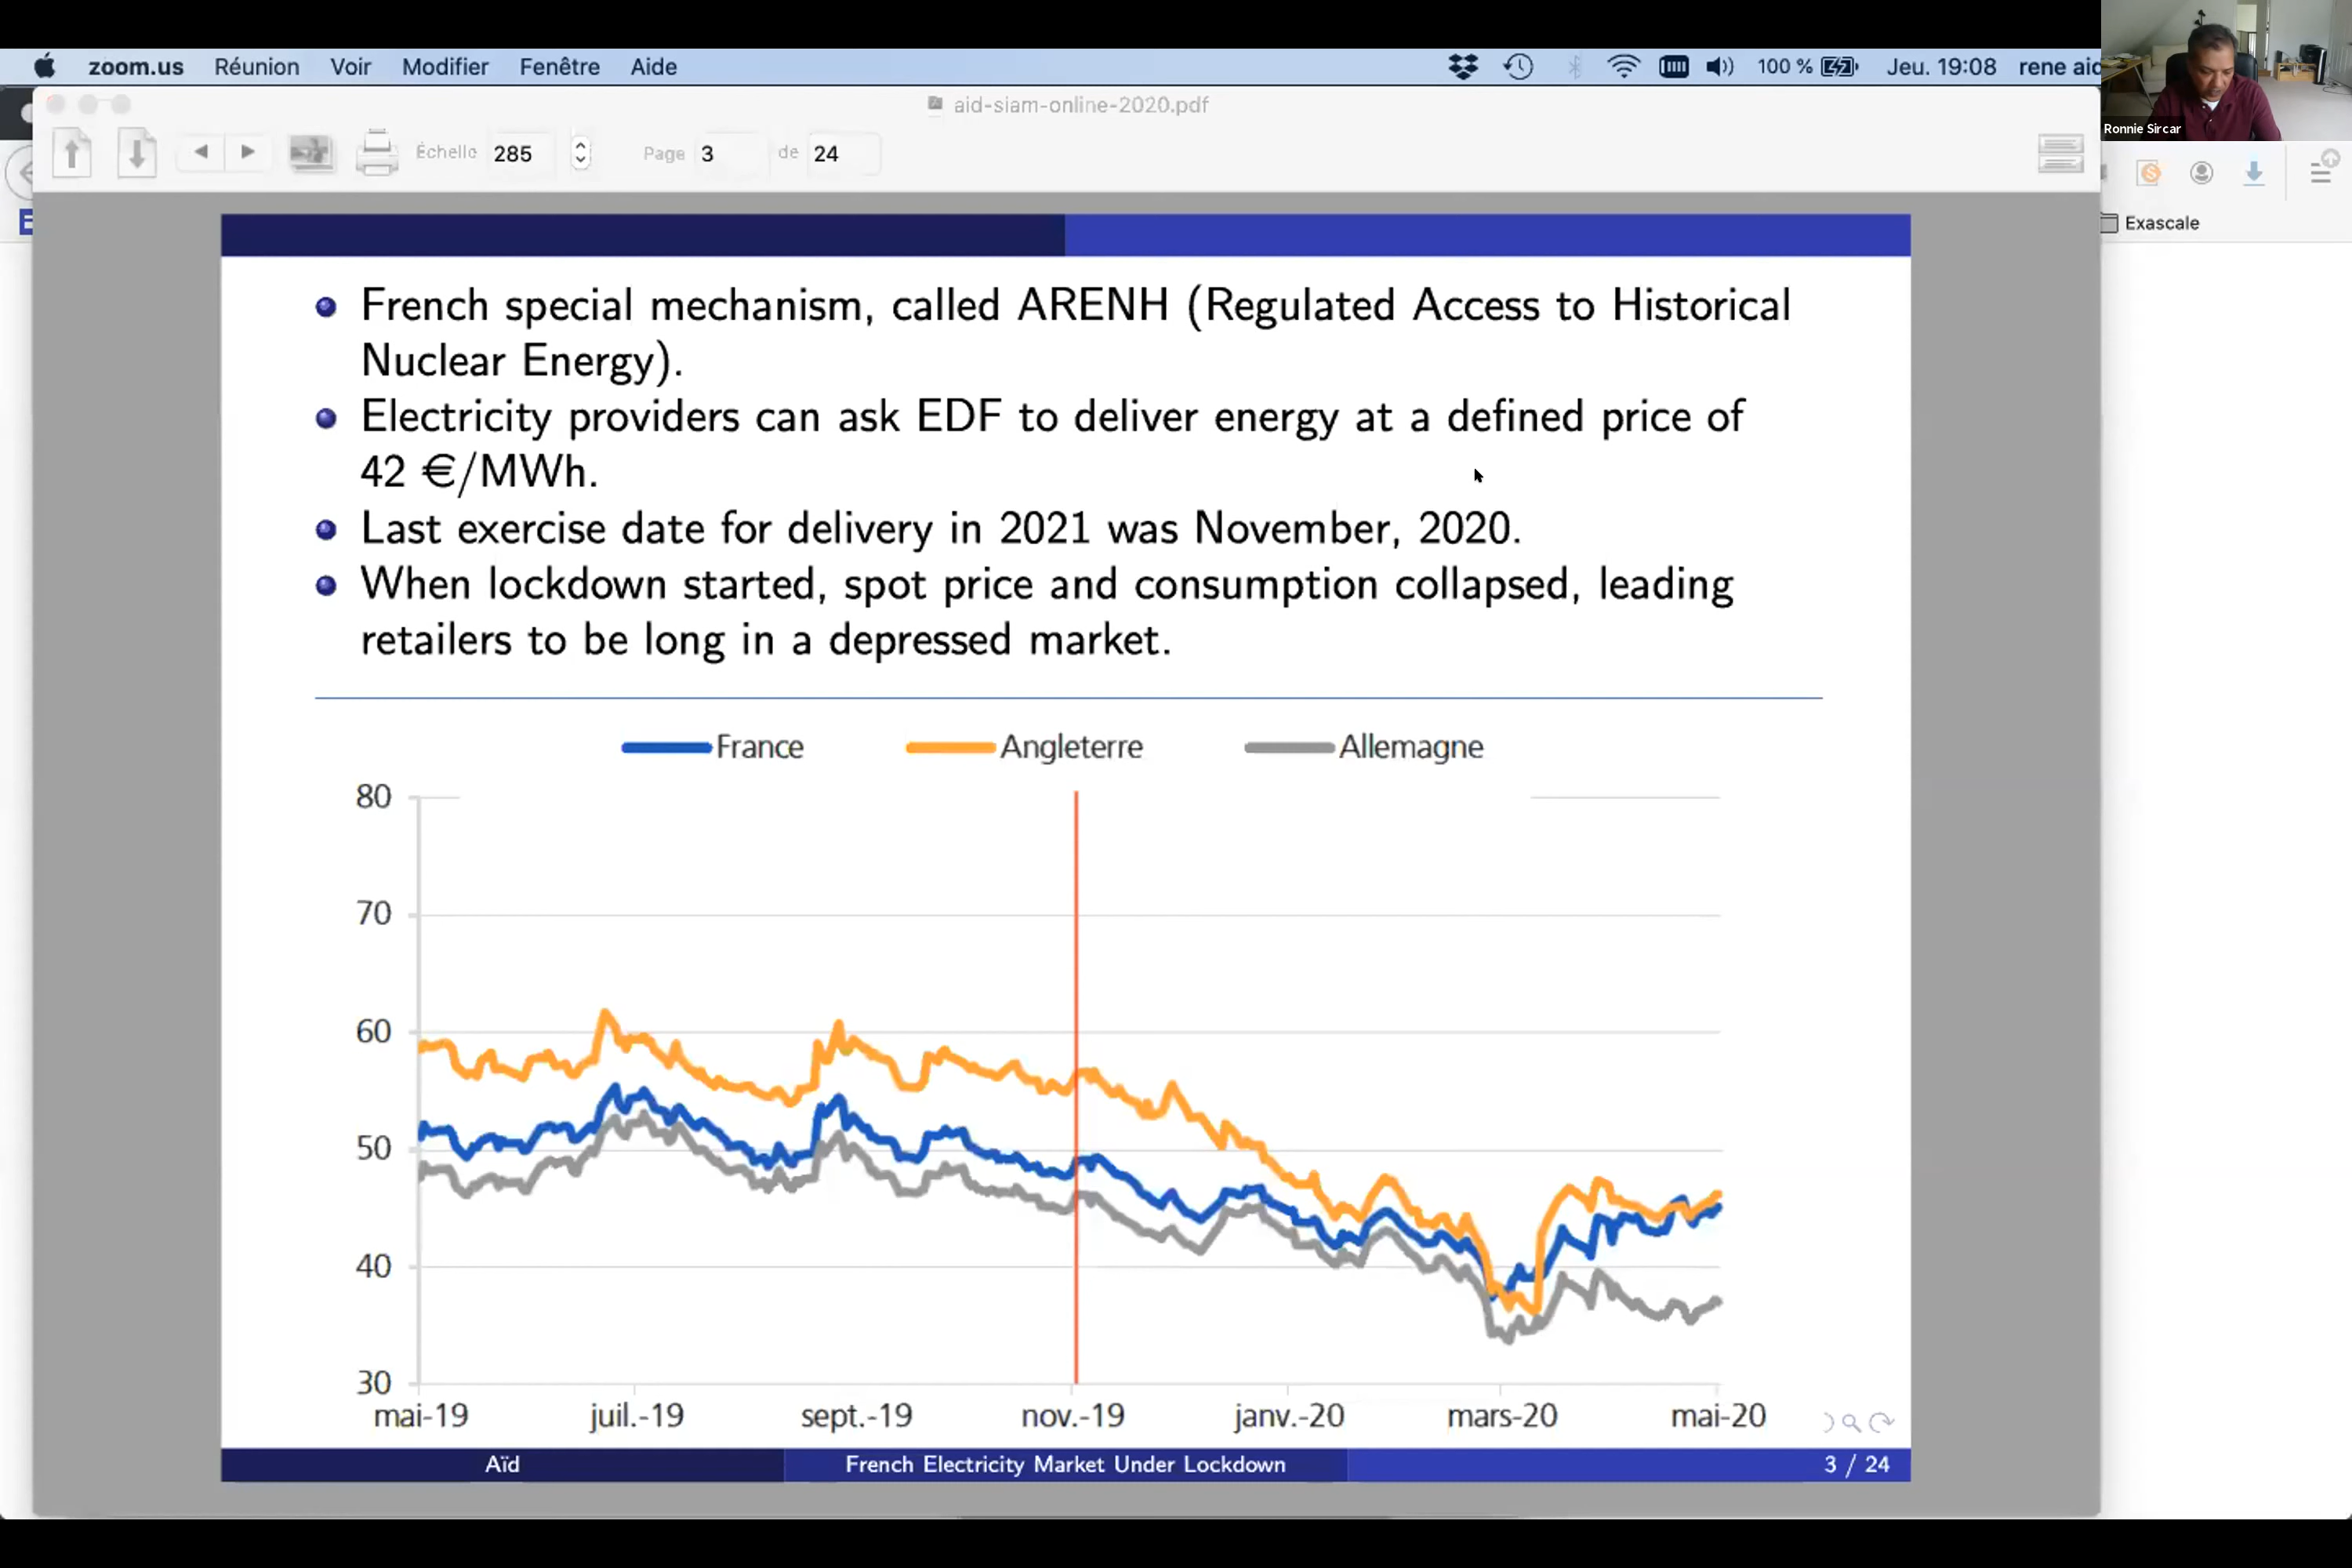 zoom.us Réunion Voir Modifier Fenêtre Aide 100 % Jeu. 19:08 rene aid
Ronnie Sircar
aid-siam-online-2020.pdf
Échelle 285 Page 3 de 24
Exascale
French special mechanism, called ARENH (Regulated Access to Historical
Nuclear Energy).
Electricity providers can ask EDF to deliver energy at a defined price of
42 €/MWh.
Last exercise date for delivery in 2021 was November, 2020.
When lockdown started, spot price and consumption collapsed, leading
retailers to be long in a depressed market.
France Angleterre Allemagne
80
70
60
50
40
30
mai-19 juil.-19 sept.-19 nov.-19 janv.-20 mars-20 mai-20
Aïd French Electricity Market Under Lockdown 3 / 24